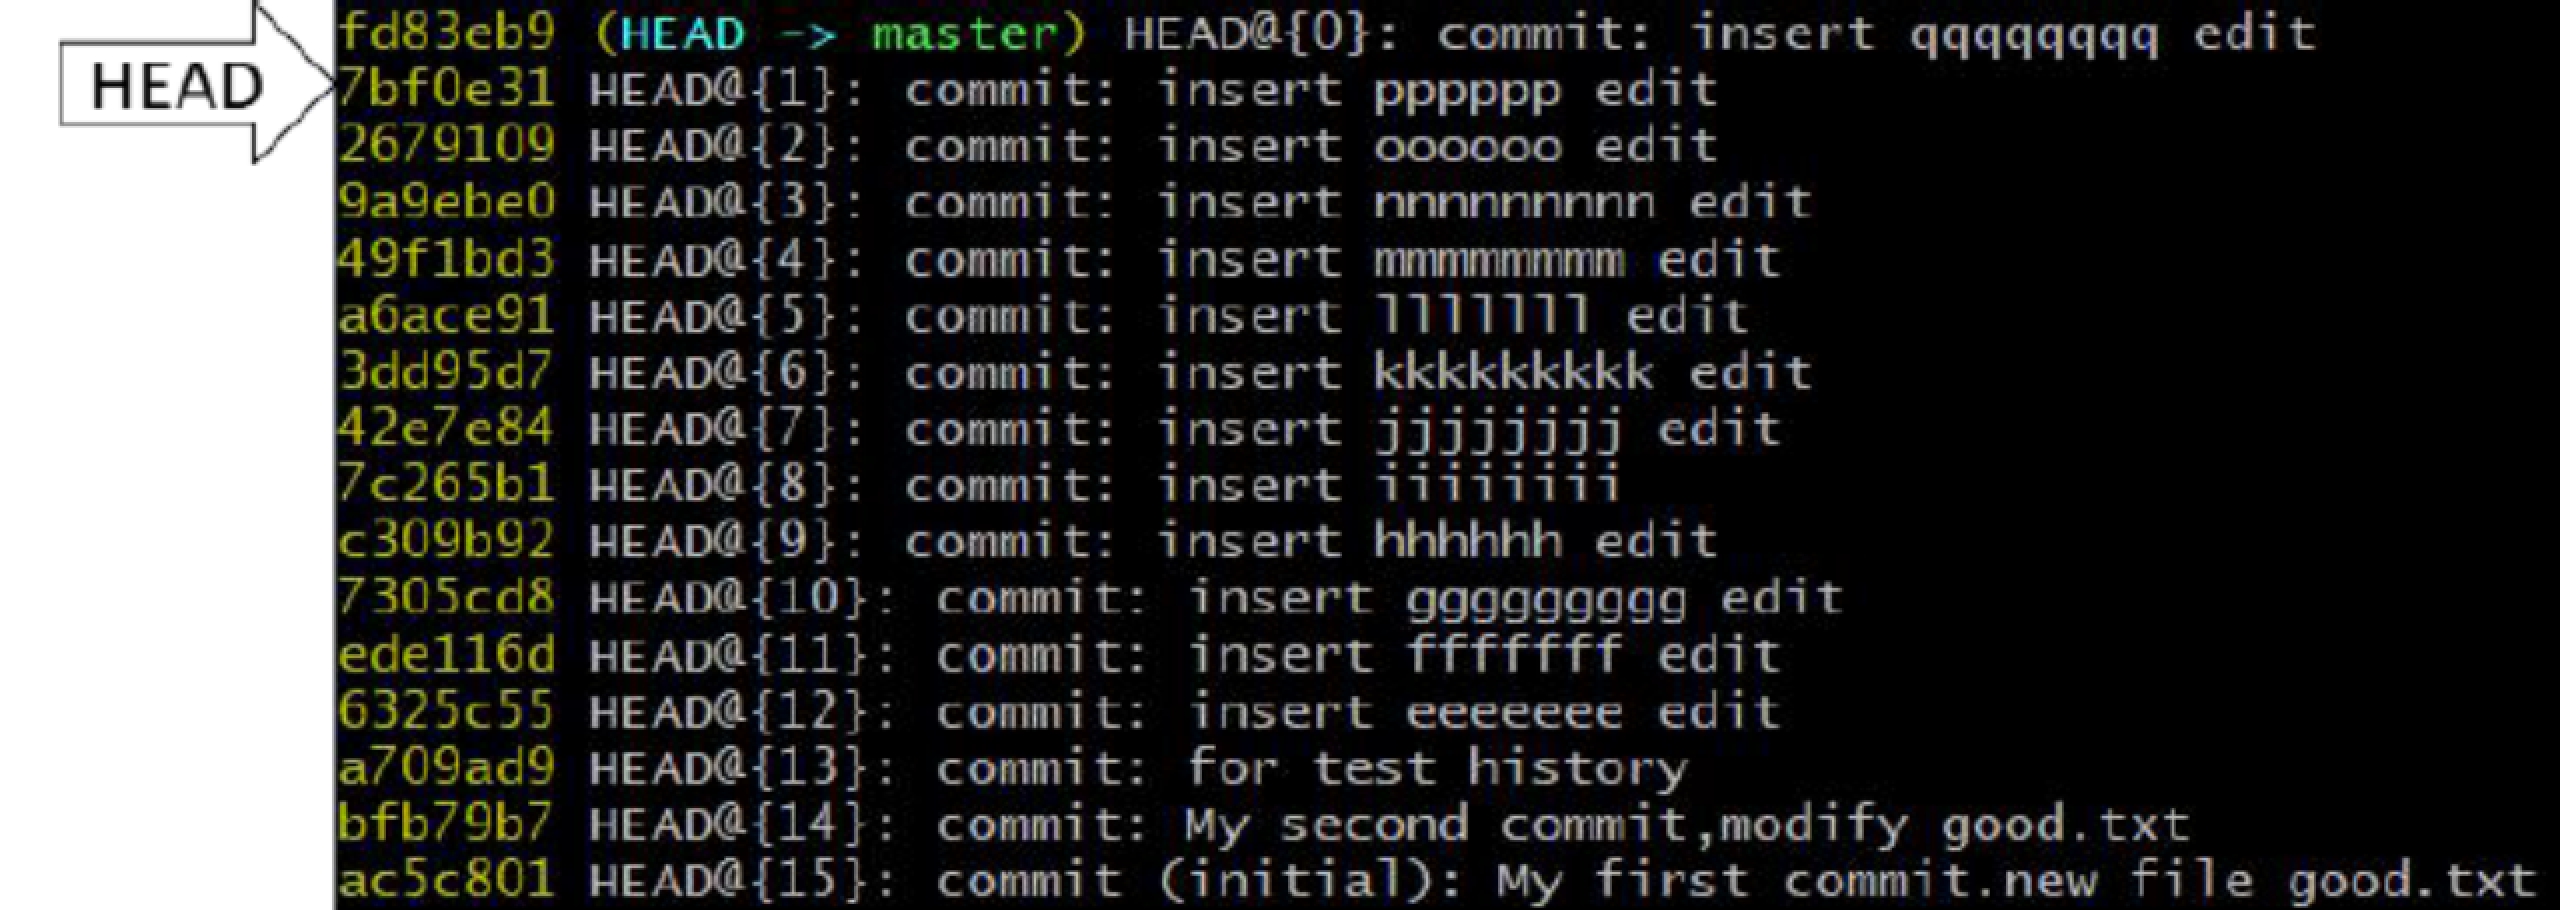 HEAD
fd83eb9 (HEAD -> master) HEAD@{0}: commit: insert qqqqqqqq edit
7bf0e31 HEAD@{1}: commit: insert pppppp edit
2679109 HEAD@{2}: commit: insert oooooo edit
9a9ebe0 HEAD@{3}: commit: insert nnnnnnnnn edit
49f1bd3 HEAD@{4}: commit: insert mmmmmmmm edit
a6ace91 HEAD@{5}: commit: insert lllllll edit
3dd95d7 HEAD@{6}: commit: insert kkkkkkkkk edit
42e7e84 HEAD@{7}: commit: insert jjjjjjjj edit
7c265b1 HEAD@{8}: commit: insert iiiiiiii
c309b92 HEAD@{9}: commit: insert hhhhhh edit
7305cd8 HEAD@{10}: commit: insert ggggggggg edit
ede116d HEAD@{11}: commit: insert fffffff edit
6325c55 HEAD@{12}: commit: insert eeeeeee edit
a709ad9 HEAD@{13}: commit: for test history
bfb79b7 HEAD@{14}: commit: My second commit,modify good.txt
ac5c801 HEAD@{15}: commit (initial): My first commit.new file good.txt